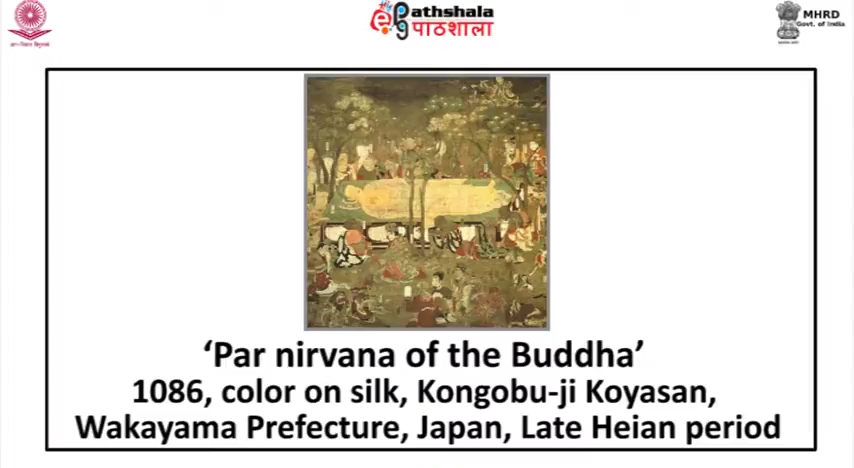 epathshala
पाठशाला
MHRD
Govt. of India
‘Par nirvana of the Buddha’
1086, color on silk, Kongobu-ji Koyasan,
Wakayama Prefecture, Japan, Late Heian period